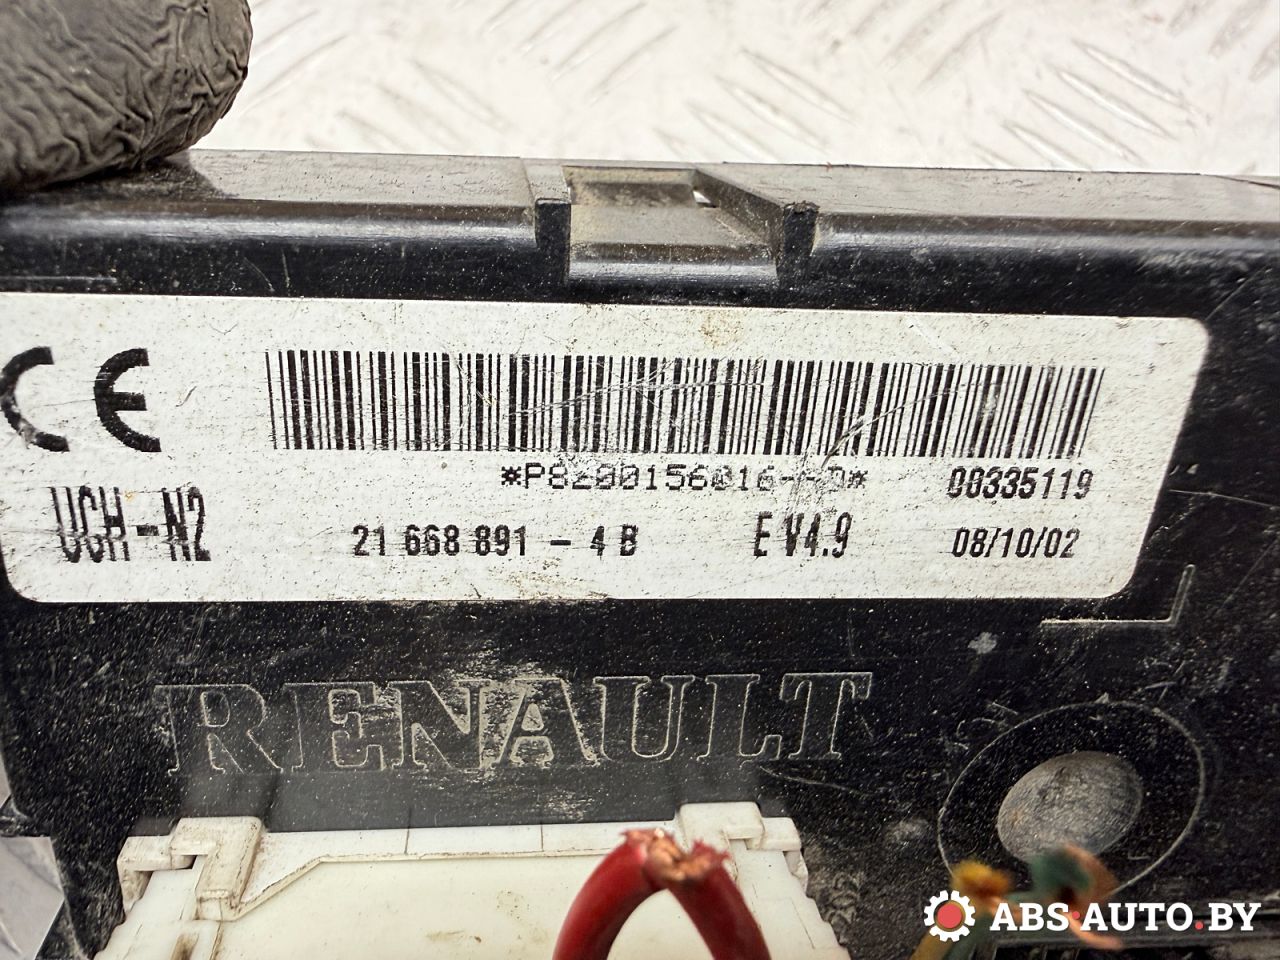 CE
*P8200156016--D* 00335119
UCH-N2 21 668 891 - 4 B E V4.9 08/10/02
RENAULT
ABS-AUTO.BY